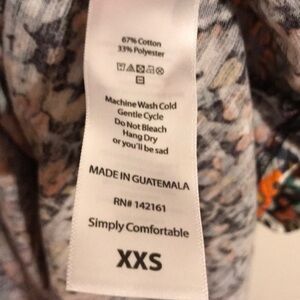 67% Cotton
33% Polyester
Machine Wash Cold
Gentle Cycle
Do Not Bleach
Hang Dry
or you'll be sad
MADE IN GUATEMALA
RN# 142161
Simply Comfortable
XXS